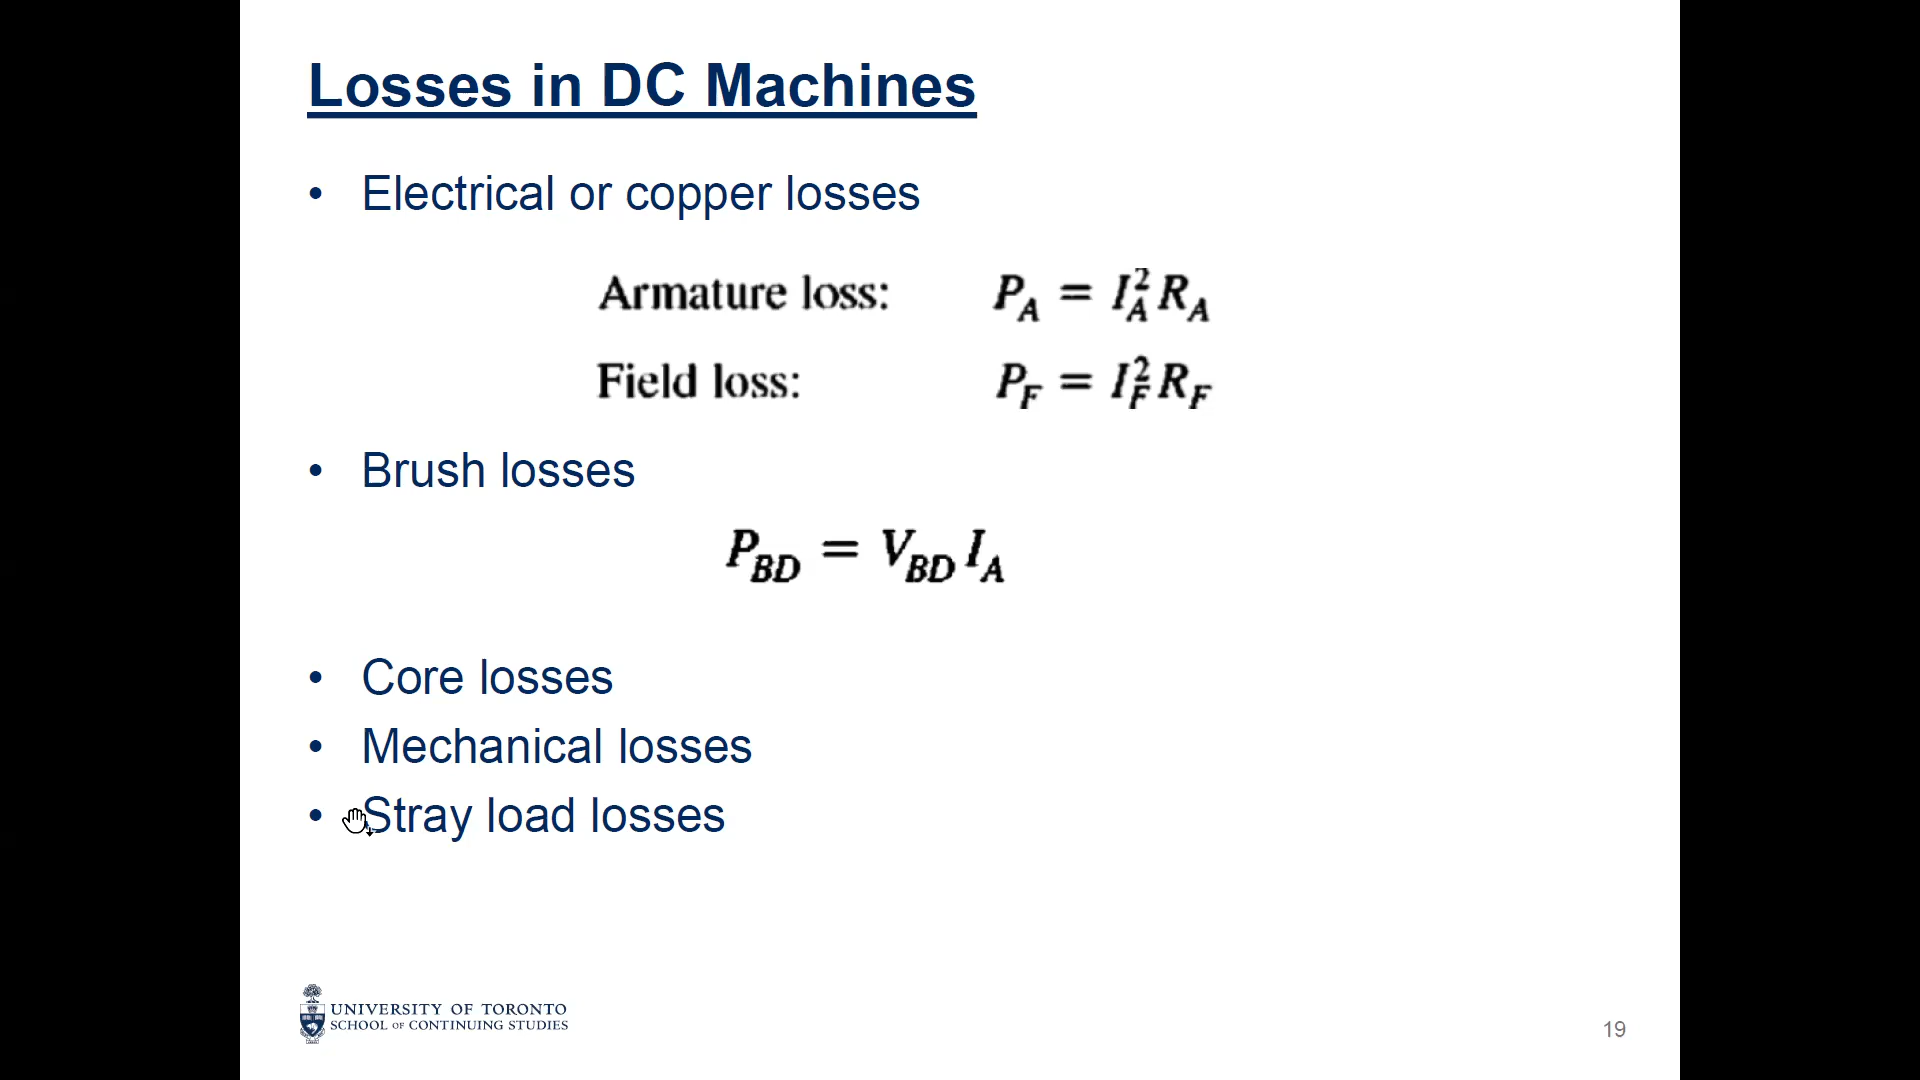 Losses in DC Machines
• Electrical or copper losses
Armature loss: P_A = I_A^2 R_A
Field loss: P_F = I_F^2 R_F
• Brush losses
P_BD = V_BD I_A
• Core losses
• Mechanical losses
• Stray load losses
UNIVERSITY OF TORONTO
SCHOOL OF CONTINUING STUDIES
19